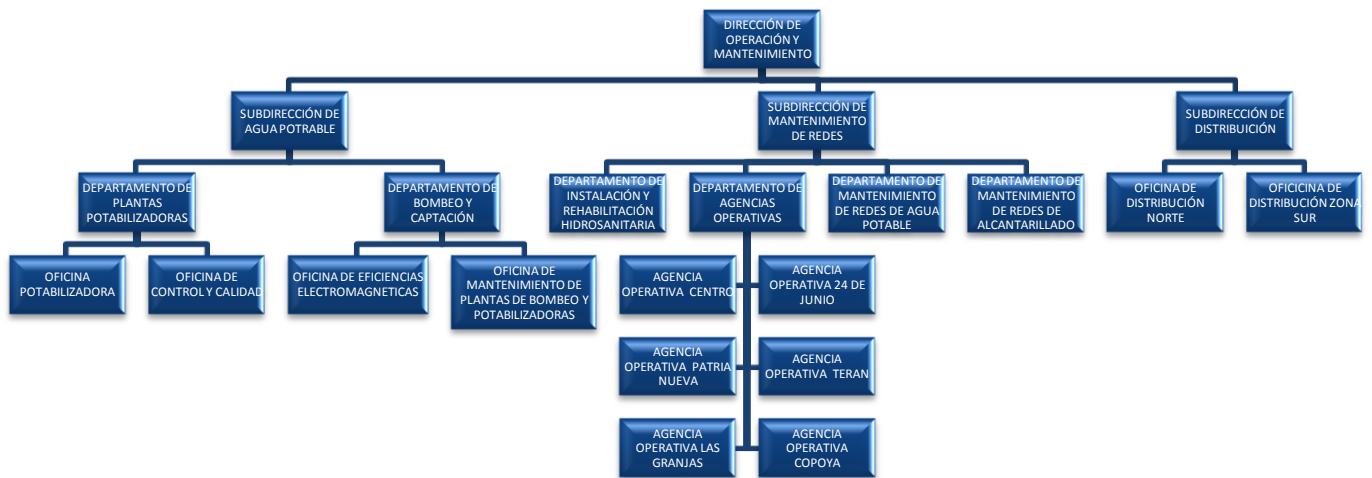 DIRECCIÓN DE
OPERACIÓN Y
MANTENIMIENTO
SUBDIRECCIÓN DE
AGUA POTRABLE
SUBDIRECCIÓN DE
MANTENIMIENTO
DE REDES
SUBDIRECCIÓN DE
DISTRIBUICIÓN
DEPARTAMENTO DE
PLANTAS
POTABILIZADORAS
DEPARTAMENTO DE
BOMBEO Y
CAPTACIÓN
DEPARTAMENTO DE
INSTALACIÓN Y
REHABILITACIÓN
HIDROSANITARIA
DEPARTAMENTO DE
AGENCIAS
OPERATIVAS
DEPARTAMENTO DE
MANTENIMIENTO
DE REDES DE AGUA
POTABLE
DEPARTAMENTO DE
MANTENIMIENTO
DE REDES DE
ALCANTARILLADO
OFICINA DE
DISTRIBUCIÓN
NORTE
OFICICINA DE
DISTRIBUCIÓN ZONA
SUR
OFICINA
POTABILIZADORA
OFICINA DE
CONTROL Y CALIDAD
OFICINA DE EFICIENCIAS
ELECTROMAGNETICAS
OFICINA DE
MANTENIMIENTO DE
PLANTAS DE BOMBEO Y
POTABILIZADORAS
AGENCIA
OPERATIVA CENTRO
AGENCIA
OPERATIVA 24 DE
JUNIO
AGENCIA
OPERATIVA PATRIA
NUEVA
AGENCIA
OPERATIVA TERAN
AGENCIA
OPERATIVA LAS
GRANJAS
AGENCIA
OPERATIVA
COPOYA